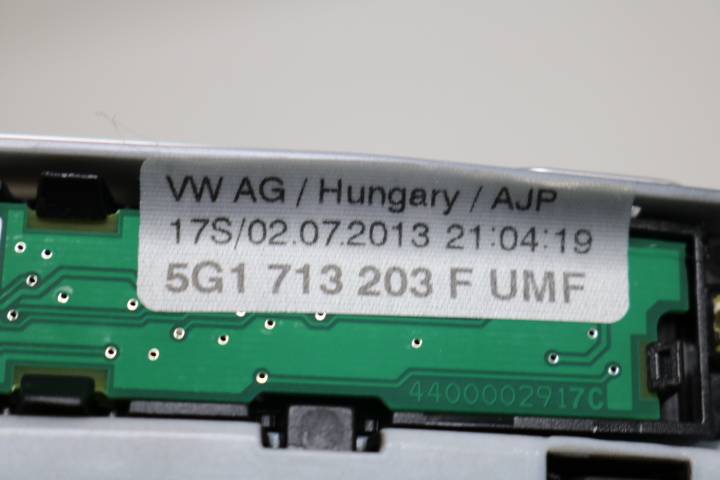 VW AG / Hungary / AJP
17S/02.07.2013 21:04:19
5G1 713 203 F UMF
4400002917C